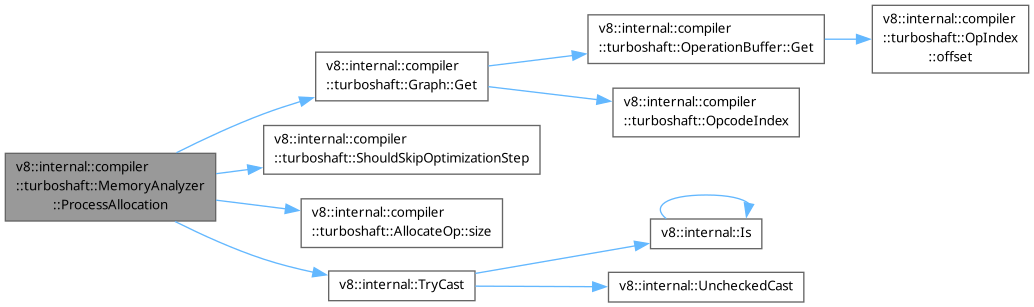 v8::internal::compiler
::turboshaft::MemoryAnalyzer
::ProcessAllocation
v8::internal::compiler
::turboshaft::Graph::Get
v8::internal::compiler
::turboshaft::OperationBuffer::Get
v8::internal::compiler
::turboshaft::OpIndex
::offset
v8::internal::compiler
::turboshaft::OpcodeIndex
v8::internal::compiler
::turboshaft::ShouldSkipOptimizationStep
v8::internal::compiler
::turboshaft::AllocateOp::size
v8::internal::TryCast
v8::internal::Is
v8::internal::UncheckedCast